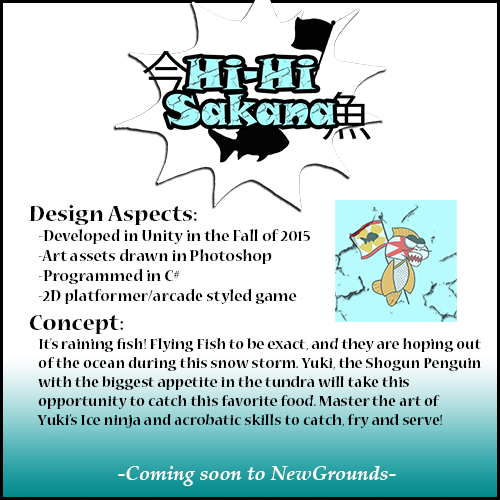 今Hi-Hi
Sakana魚
Design Aspects:
-Developed in Unity in the Fall of 2015
-Art assets drawn in Photoshop
-Programmed in C#
-2D platformer/arcade styled game
Concept:
It's raining fish! Flying Fish to be exact, and they are hoping out
of the ocean during this snow storm. Yuki, the Shogun Penguin
with the biggest appetite in the tundra will take this
opportunity to catch this favorite food. Master the art of
Yuki's Ice ninja and acrobatic skills to catch, fry and serve!
-Coming soon to NewGrounds-